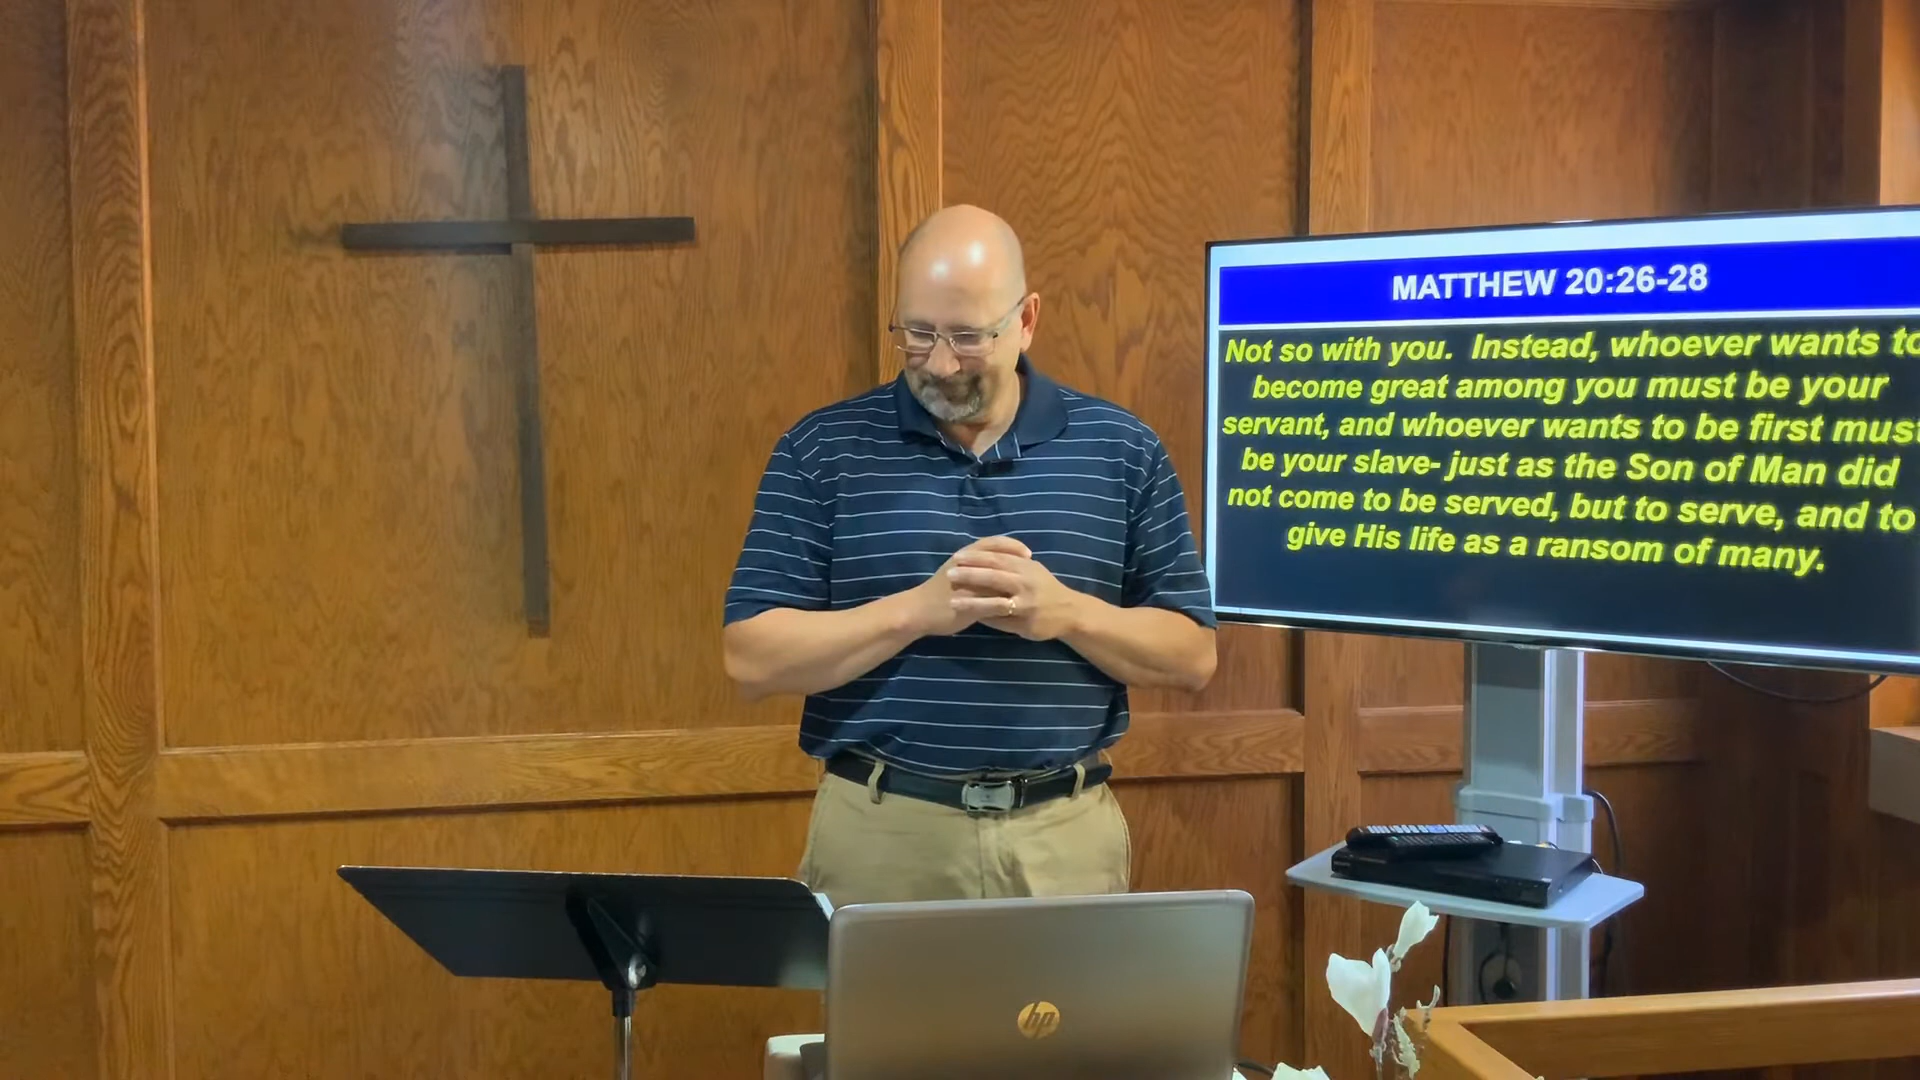 MATTHEW 20:26-28
Not so with you. Instead, whoever wants to
become great among you must be your
servant, and whoever wants to be first must
be your slave- just as the Son of Man did
not come to be served, but to serve, and to
give His life as a ransom of many.
hp